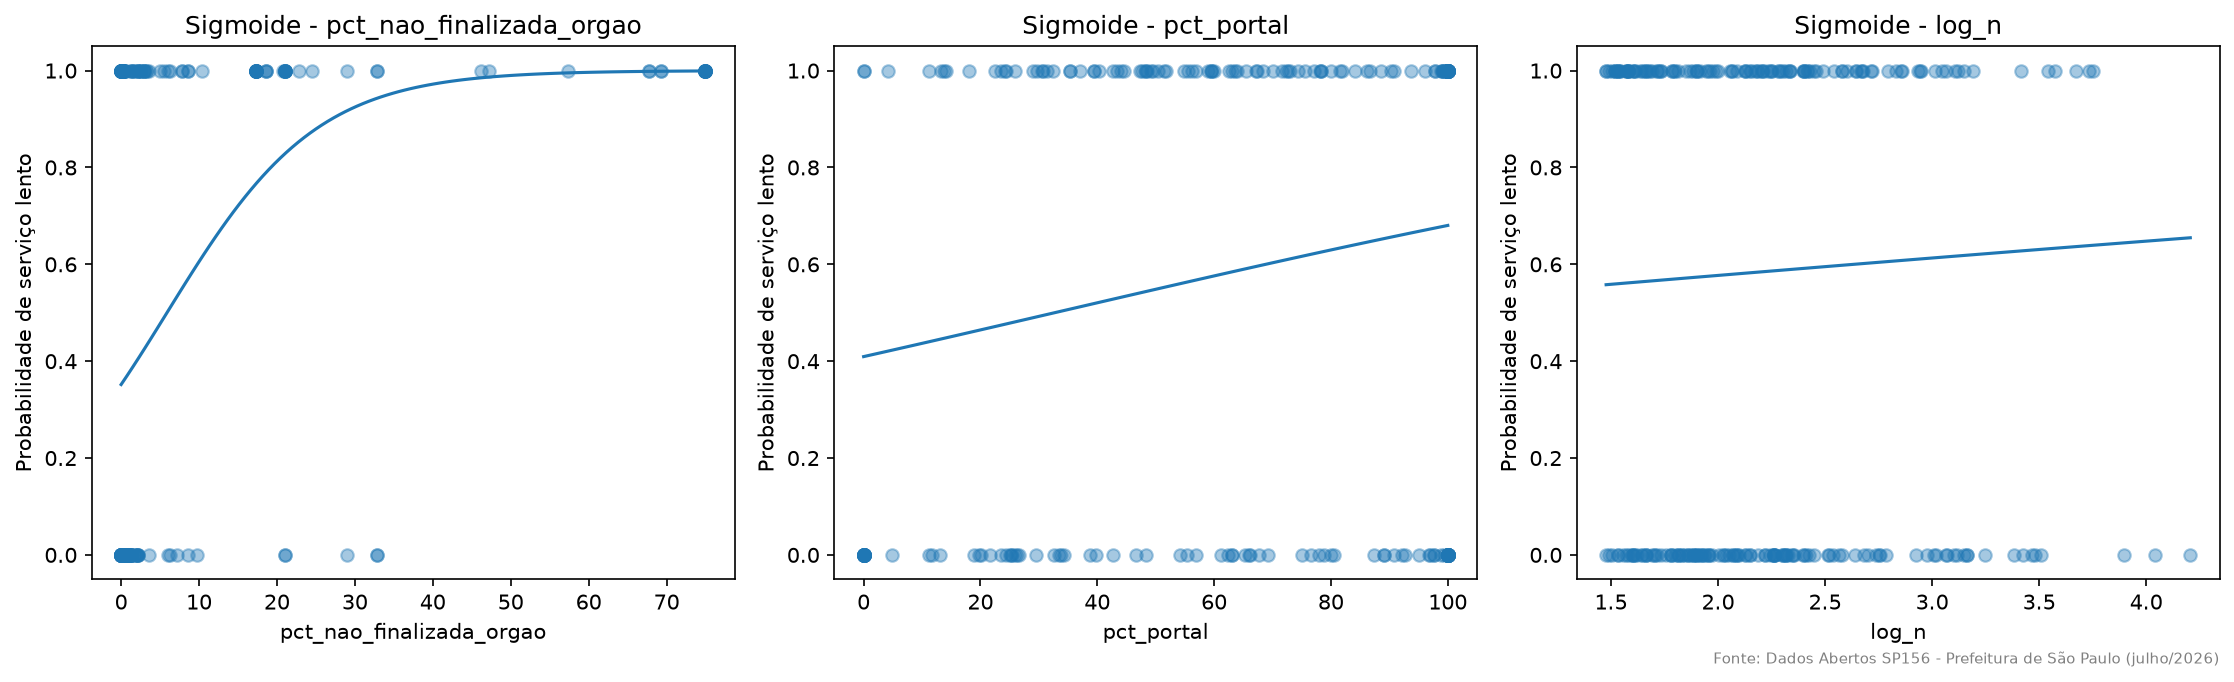 Sigmoide - pct_nao_finalizada_orgao
Probabilidade de serviço lento
1.0
0.8
0.6
0.4
0.2
0.0
0 10 20 30 40 50 60 70
pct_nao_finalizada_orgao
Sigmoide - pct_portal
Probabilidade de serviço lento
1.0
0.8
0.6
0.4
0.2
0.0
0 20 40 60 80 100
pct_portal
Sigmoide - log_n
Probabilidade de serviço lento
1.0
0.8
0.6
0.4
0.2
0.0
1.5 2.0 2.5 3.0 3.5 4.0
log_n
Fonte: Dados Abertos SP156 - Prefeitura de São Paulo (julho/2026)